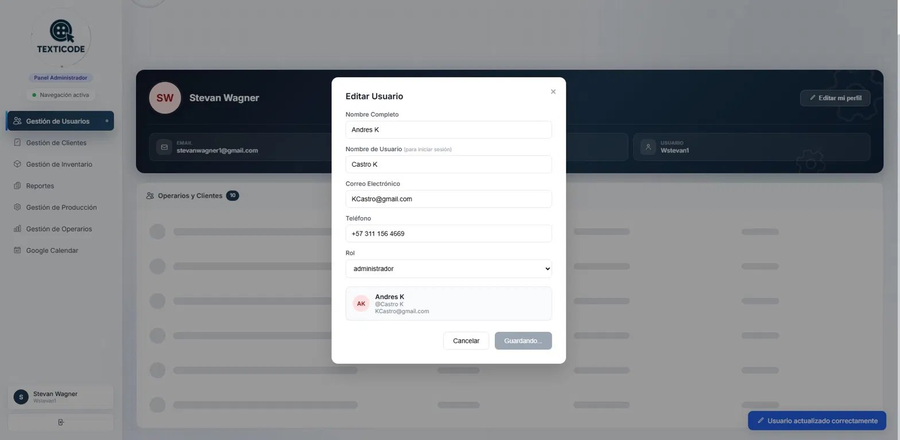 TEXTICODE
Panel Administrador
Navegación activa
Gestión de Usuarios
Gestión de Clientes
Gestión de Inventario
Reportes
Gestión de Producción
Gestión de Operarios
Google Calendar
Stevan Wagner
SW
Stevan Wagner
Editar mi perfil
EMAIL
stevanwagner1@gmail.com
USUARIO
Wstevan1
Operarios y Clientes 10
Editar Usuario
Nombre Completo
Andres K
Nombre de Usuario (para iniciar sesión)
Castro K
Correo Electrónico
KCastro@gmail.com
Teléfono
+57 311 156 4669
Rol
administrador
AK
Andres K
@Castro K
KCastro@gmail.com
Cancelar
Guardando...
S
Usuario actualizado correctamente